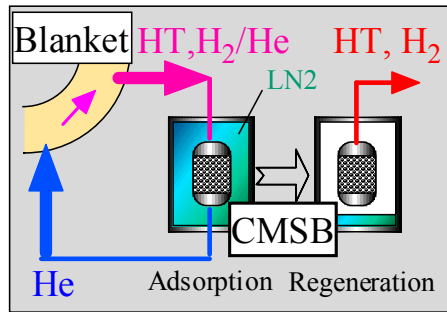 Blanket
HT,H₂/He
HT, H₂
LN2
CMSB
He
Adsorption
Regeneration